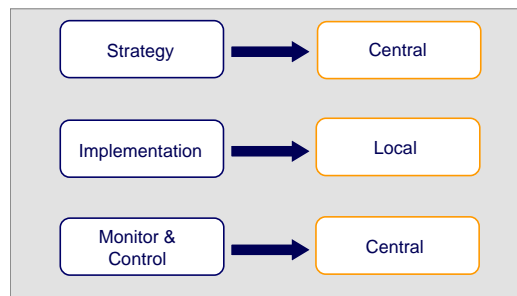 Strategy
Central
Implementation
Local
Monitor &
Control
Central